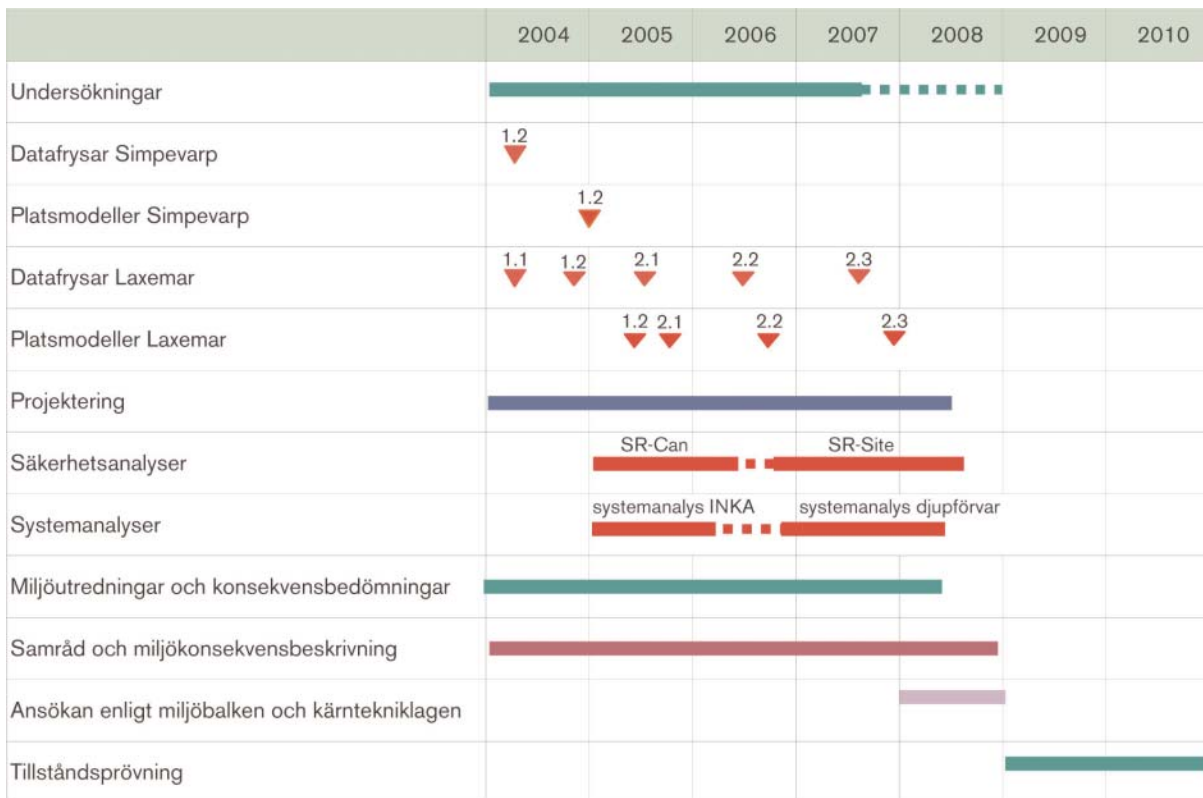 2004 2005 2006 2007 2008 2009 2010
Undersökningar
1.2
Datafrysar Simpevarp
1.2
Platsmodeller Simpevarp
1.1 1.2 2.1 2.2 2.3
Datafrysar Laxemar
1.2 2.1 2.2 2.3
Platsmodeller Laxemar
Projektering
SR-Can SR-Site
Säkerhetsanalyser
systemanalys INKA systemanalys djupförvar
Systemanalyser
Miljöutredningar och konsekvensbedömningar
Samråd och miljökonsekvensbeskrivning
Ansökan enligt miljöbalken och kärntekniklagen
Tillståndsprövning